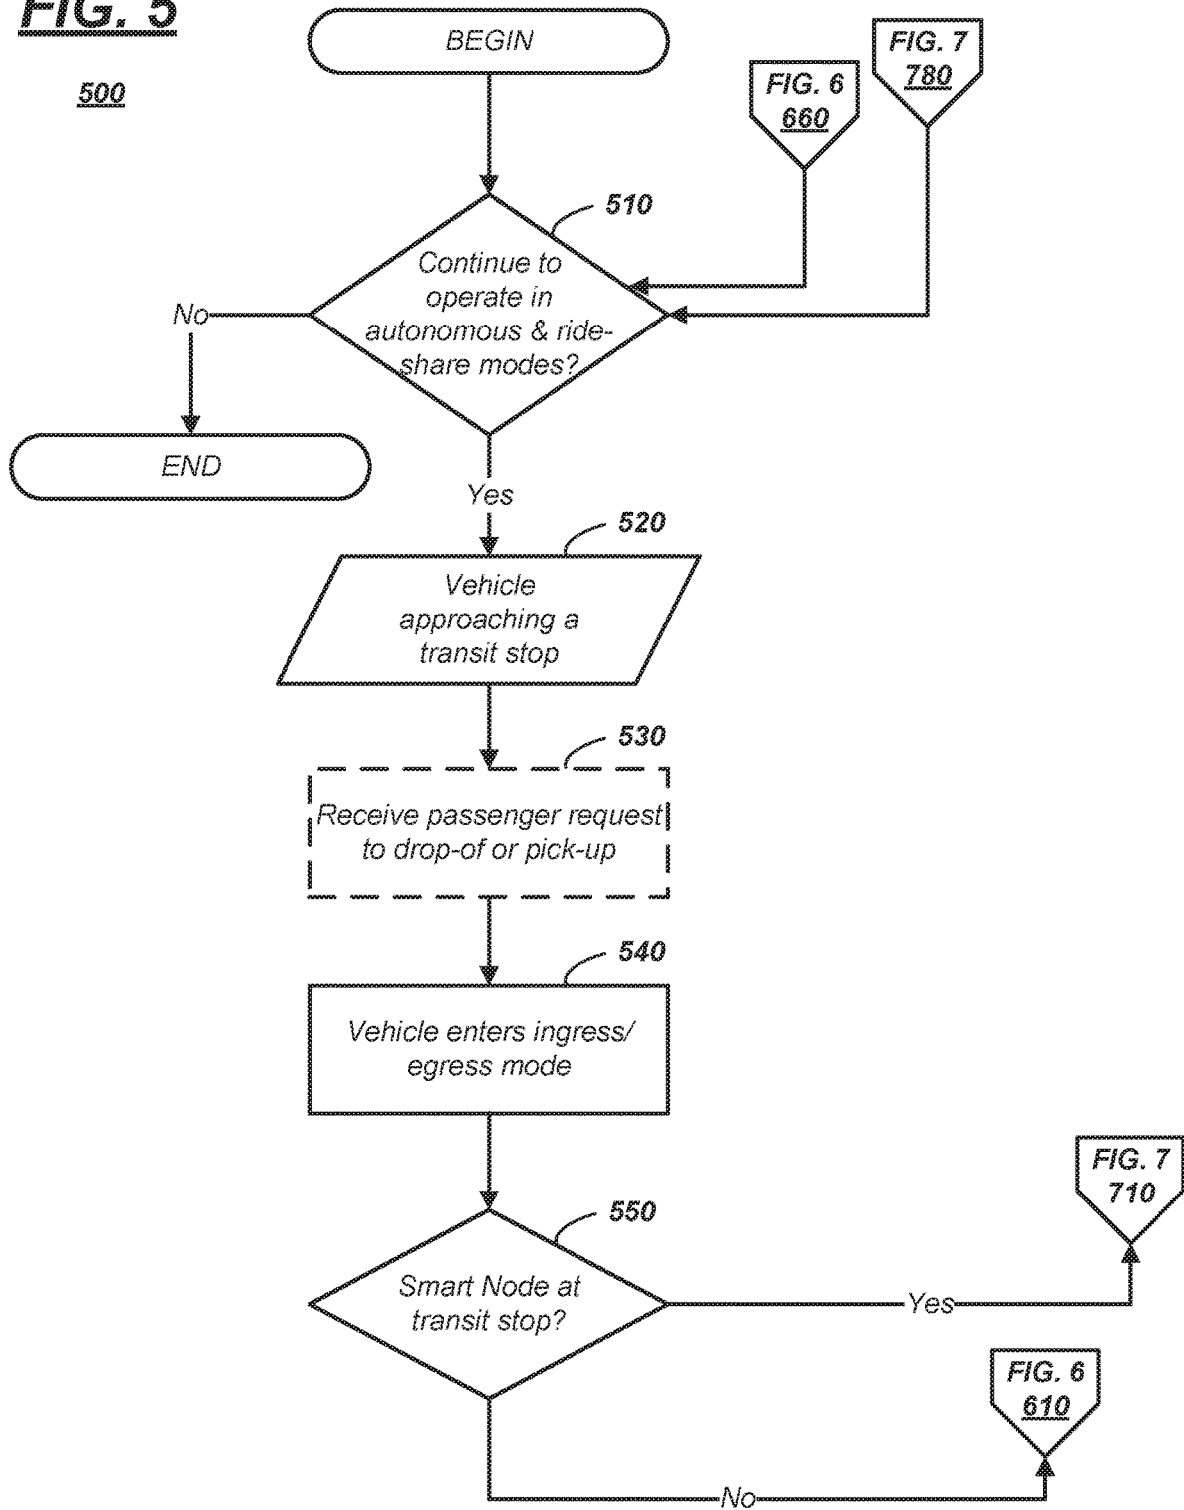 FIG. 5
500
BEGIN
FIG. 6
660
FIG. 7
780
510
Continue to
operate in
autonomous & ride-
share modes?
No
END
Yes
520
Vehicle
approaching a
transit stop
530
Receive passenger request
to drop-of or pick-up
540
Vehicle enters ingress/
egress mode
550
Smart Node at
transit stop?
Yes
FIG. 7
710
No
FIG. 6
610